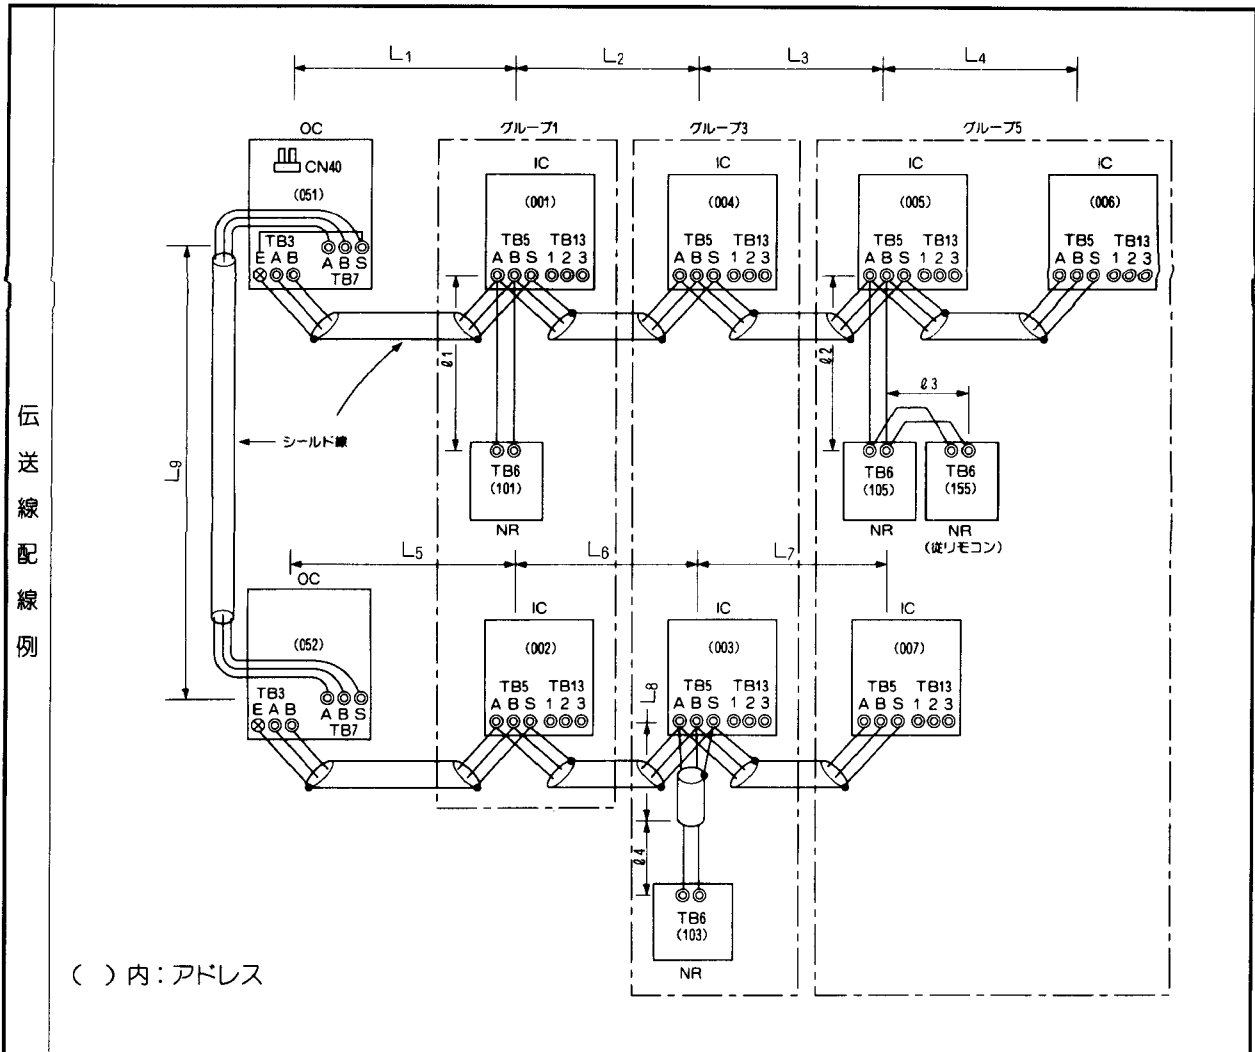 伝送線配線例
L1 L2 L3 L4
OC グループ1 グループ3 グループ5
IC IC IC IC
CN40
(051) (001) (004) (005) (006)
TB3 TB5 TB13 TB5 TB13 TB5 TB13 TB5 TB13
E A B A B S A B S 1 2 3 A B S 1 2 3 A B S 1 2 3 A B S 1 2 3
TB7
ℓ1 ℓ2 ℓ3
シールド線
L9
TB6 TB6 TB6
(101) (105) (155)
NR NR NR
(従リモコン)
L5 L6 L7
OC IC IC IC
(052) (002) (003) (007)
L8
TB3 TB5 TB13 TB5 TB13 TB5 TB13
E A B A B S A B S 1 2 3 A B S 1 2 3 A B S 1 2 3
TB7
ℓ4
TB6
(103)
NR
( )内:アドレス